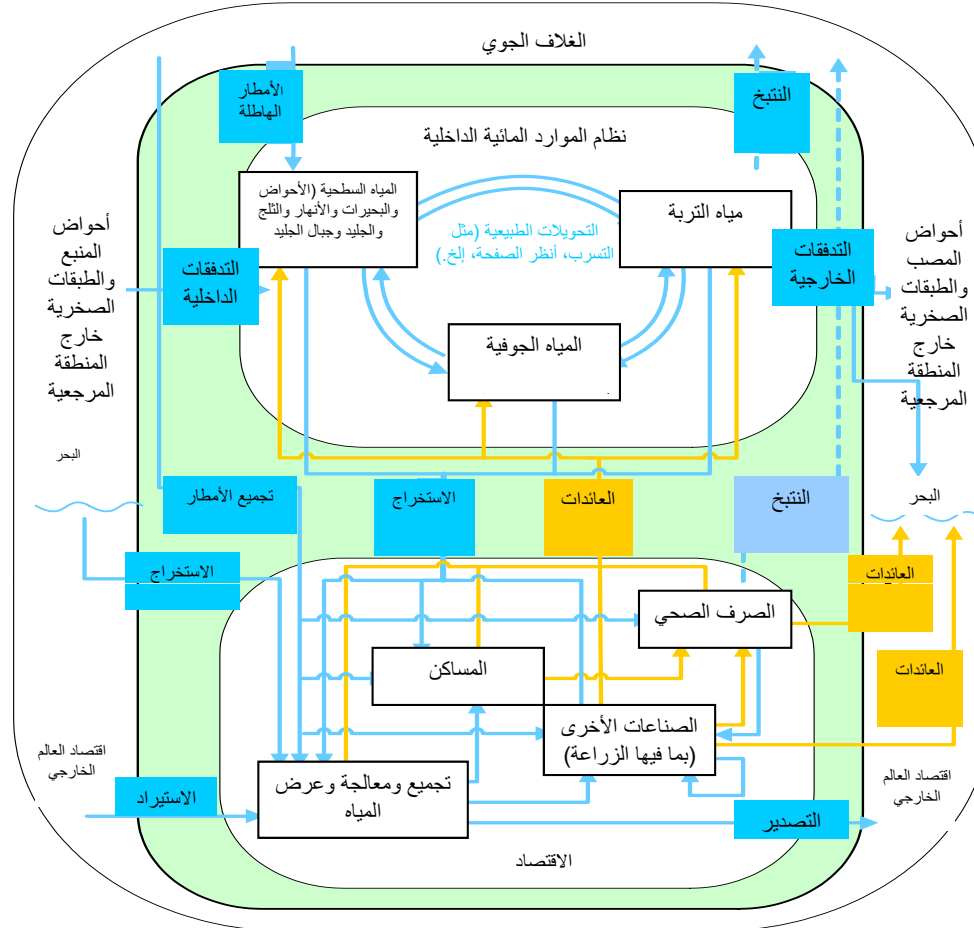 الغلاف الجوي
الأمطار
الهاطلة
النتبخ
نظام الموارد المائية الداخلية
المياه السطحية (الأحواض
والبحيرات والأنهار والثلج
والجليد وجبال الجليد
مياه التربة
التحويلات الطبيعية (مثل
التسرب، أنظر الصفحة، إلخ.)
أحواض
المنبع
والطبقات
الصخرية
خارج
المنطقة
المرجعية
التدفقات
الداخلية
التدفقات
الخارجية
أحواض
المصب
والطبقات
الصخرية
خارج
المنطقة
المرجعية
المياه الجوفية
.
البحر
تجميع الأمطار
الاستخراج
العائدات
النتبخ
البحر
الاستخراج
العائدات
الصرف الصحي
المساكن
العائدات
الصناعات الأخرى
(بما فيها الزراعة)
اقتصاد العالم
الخارجي
تجميع ومعالجة وعرض
المياه
اقتصاد العالم
الخارجي
الاستيراد
التصدير
الاقتصاد